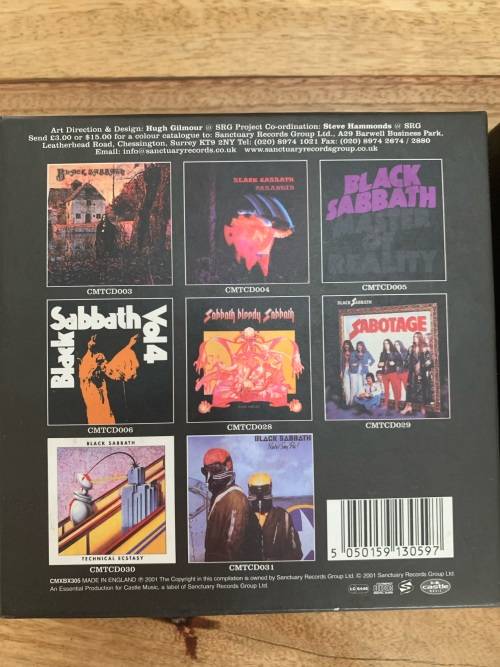 Art Direction & Design: Hugh Gilmour @ SRG Project Co-ordination: Steve Hammonds @ SRG
Send £3.00 or $15.00 for a colour catalogue to: Sanctuary Records Group Ltd., A29 Barwell Business Park,
Leatherhead Road, Chessington, Surrey KT9 2NY Tel: (020) 8974 1021 Fax: (020) 8974 2674 / 2880
Email: info@sanctuaryrecords.co.uk www.sanctuaryrecordsgroup.co.uk
BLACK SABBATH
CMTCD003
BLACK SABBATH
PARANOID
CMTCD004
BLACK
SABBATH
MASTER
OF
REALITY
CMTCD005
Black Sabbath Vol 4
CMTCD006
Sabbath bloody Sabbath
CMTCD028
BLACK SABBATH
SABOTAGE
CMTCD029
BLACK SABBATH
TECHNICAL ECSTASY
CMTCD030
BLACK SABBATH
Never Say Die!
CMTCD031
5 050159 130597
CMXBX305 MADE IN ENGLAND ℗ 2001 The Copyright in this compilation is owned by Sanctuary Records Group Ltd. © 2001 Sanctuary Records Group Ltd.
An Essential Production for Castle Music, a label of Sanctuary Records Group Ltd.
castle
MUSIC